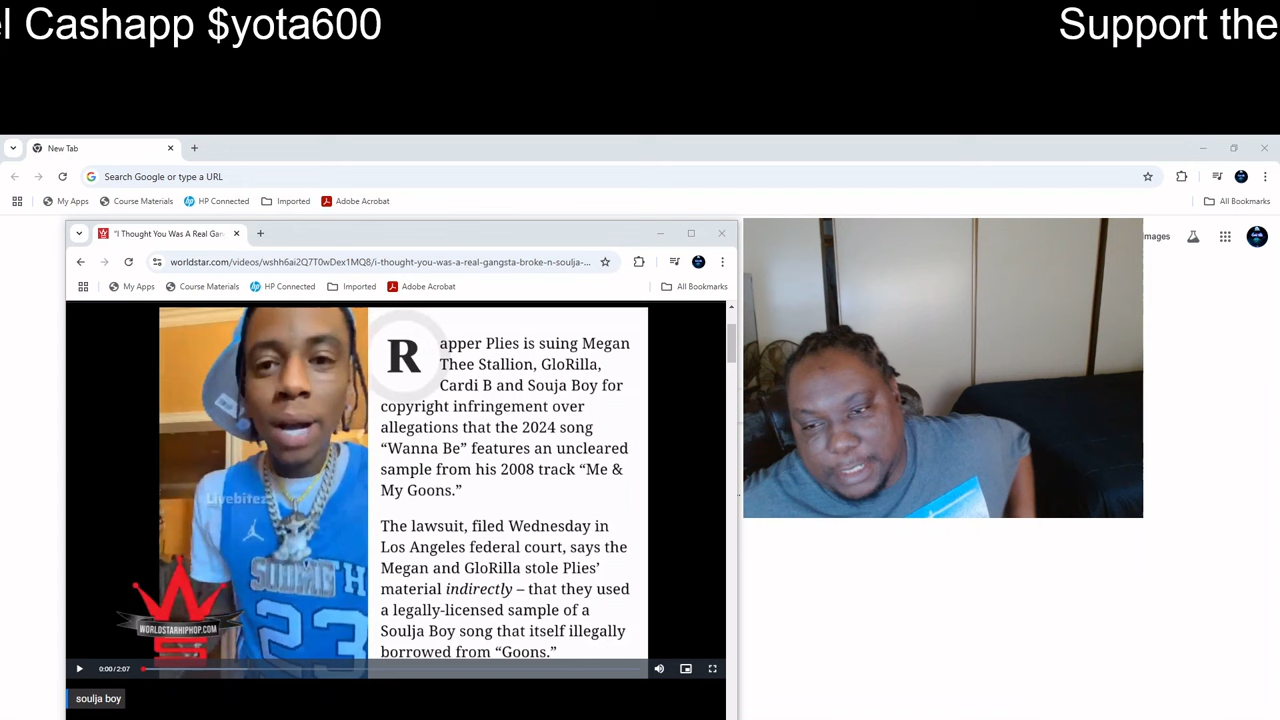 el Cashapp $yota600
Support the
New Tab
Search Google or type a URL
My Apps
Course Materials
HP Connected
Imported
Adobe Acrobat
All Bookmarks
"I Thought You Was A Real Gan
worldstar.com/videos/wshh6ai2Q7T0wDex1MQ8/i-thought-you-was-a-real-gangsta-broke-n-soulja-...
My Apps
Course Materials
HP Connected
Imported
Adobe Acrobat
All Bookmarks
Images
Rapper Plies is suing Megan
Thee Stallion, GloRilla,
Cardi B and Souja Boy for
copyright infringement over
allegations that the 2024 song
“Wanna Be” features an uncleared
sample from his 2008 track “Me &
My Goons.”
The lawsuit, filed Wednesday in
Los Angeles federal court, says the
Megan and GloRilla stole Plies’
material indirectly – that they used
a legally-licensed sample of a
Soulja Boy song that itself illegally
borrowed from “Goons.”
Livebitez
SODMG
23
WORLDSTARHIPHOP.COM
0:00 / 2:07
soulja boy